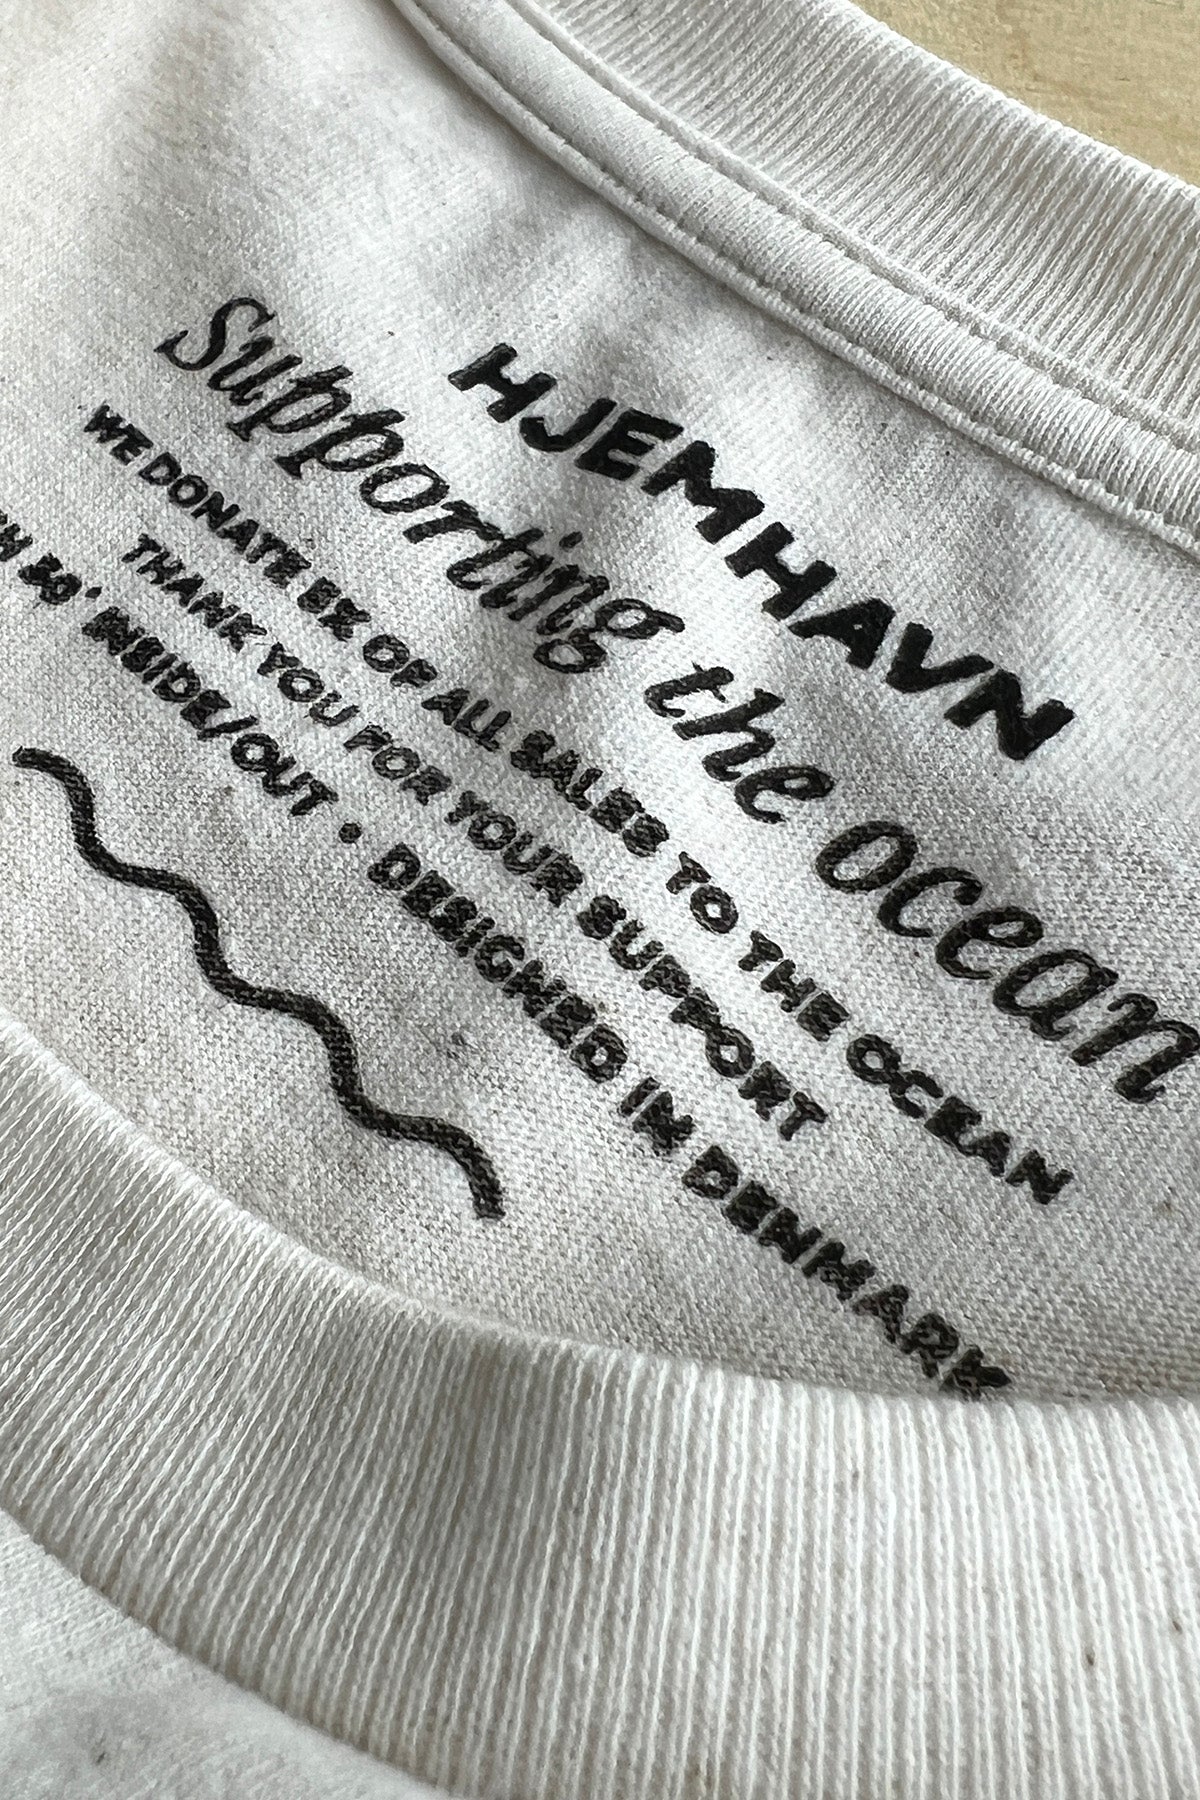 HJEMHAVN
Supporting the ocean
WE DONATE 8% OF ALL SALES TO THE OCEAN
THANK YOU FOR YOUR SUPPORT
INSIDE/OUT • DESIGNED IN DENMARK